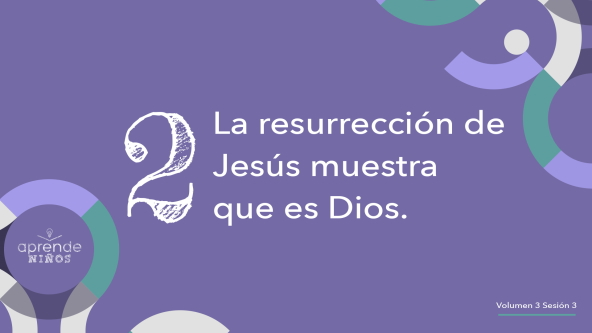 2
La resurrección de
Jesús muestra
que es Dios.
aprende
NIÑOS
Volumen 3 Sesión 3